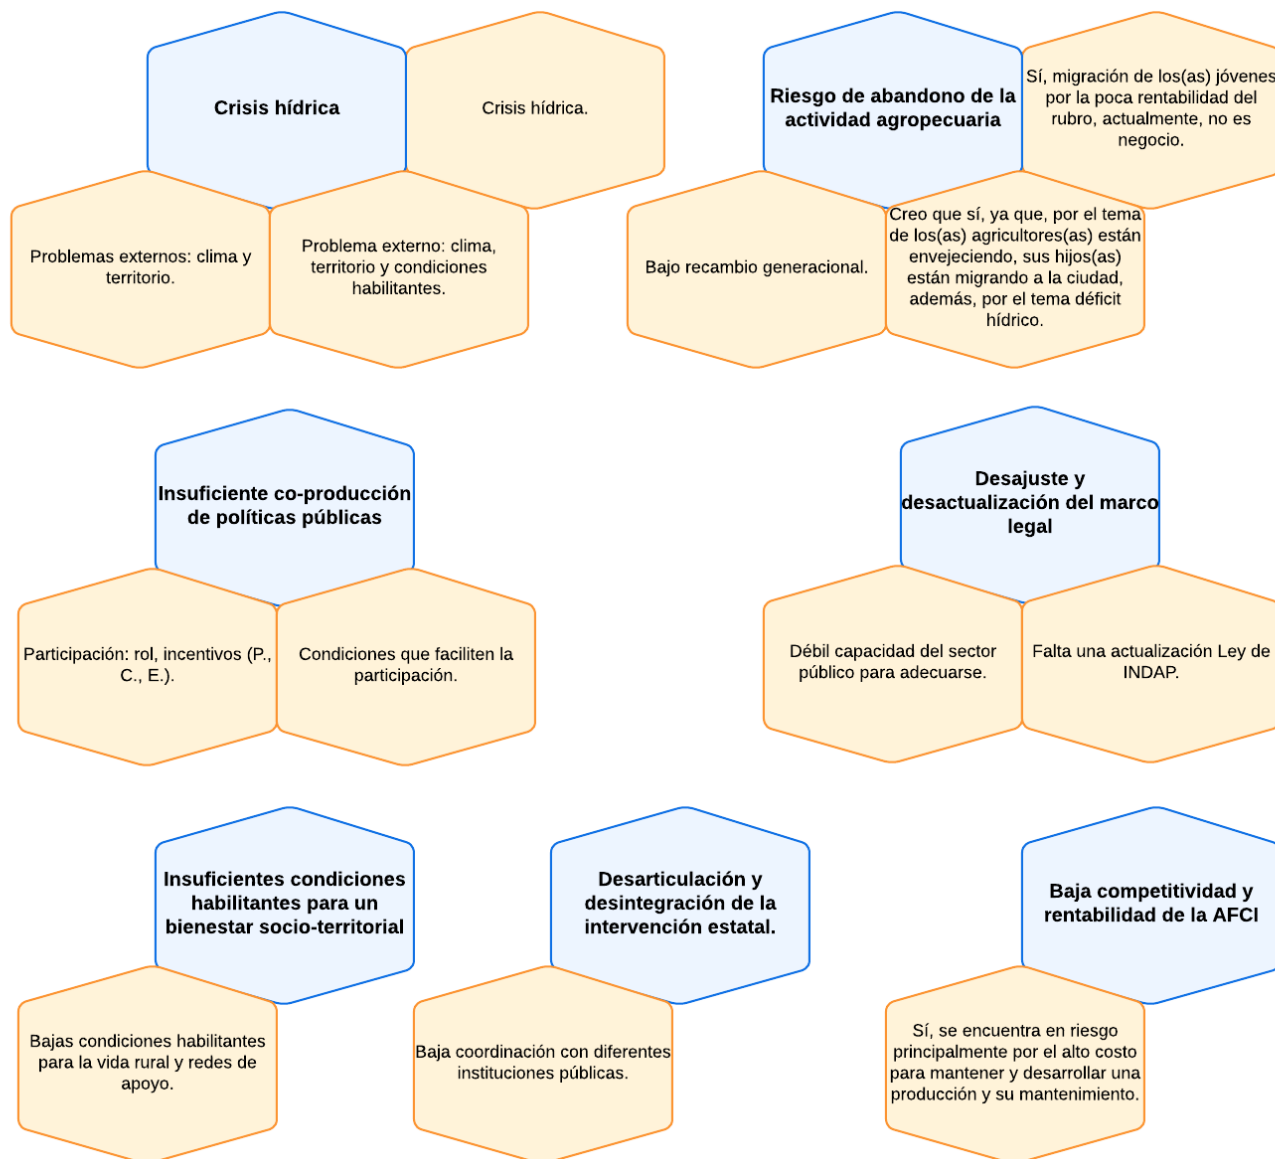 Crisis hídrica
Crisis hídrica.
Problemas externos: clima y
territorio.
Problema externo: clima,
territorio y condiciones
habilitantes.
Riesgo de abandono de la
actividad agropecuaria
Sí, migración de los(as) jóvenes
por la poca rentabilidad del
rubro, actualmente, no es
negocio.
Bajo recambio generacional.
Creo que sí, ya que, por el tema
de los(as) agricultores(as) están
envejeciendo, sus hijos(as)
están migrando a la ciudad,
además, por el tema déficit
hídrico.
Insuficiente co-producción
de políticas públicas
Participación: rol, incentivos (P.,
C., E.).
Condiciones que faciliten la
participación.
Desajuste y
desactualización del marco
legal
Débil capacidad del sector
público para adecuarse.
Falta una actualización Ley de
INDAP.
Insuficientes condiciones
habilitantes para un
bienestar socio-territorial
Bajas condiciones habilitantes
para la vida rural y redes de
apoyo.
Desarticulación y
desintegración de la
intervención estatal.
Baja coordinación con diferentes
instituciones públicas.
Baja competitividad y
rentabilidad de la AFCI
Sí, se encuentra en riesgo
principalmente por el alto costo
para mantener y desarrollar una
producción y su mantenimiento.